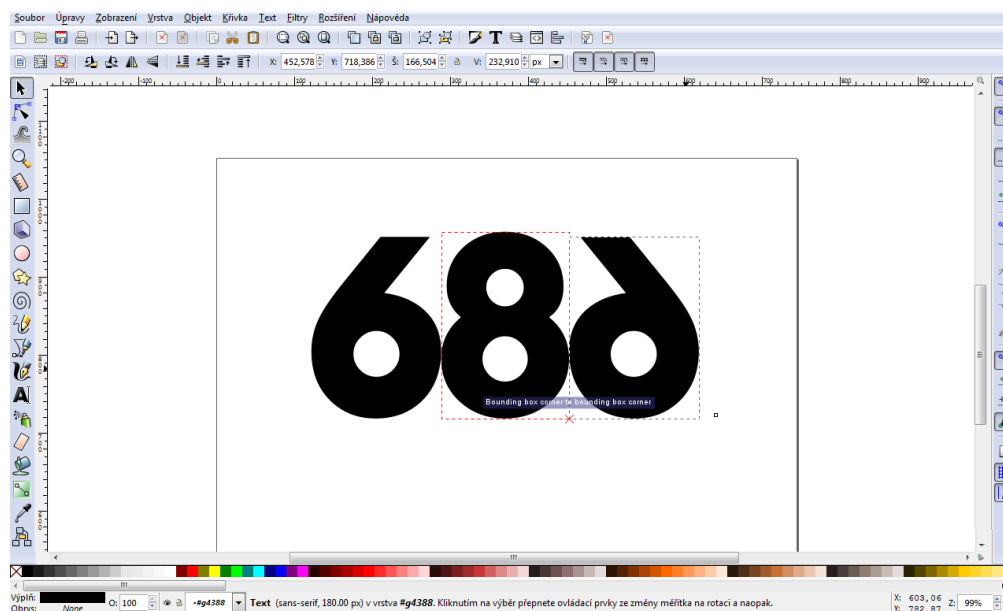 Soubor Úpravy Zobrazení Vrstva Objekt Křivka Text Filtry Rozšíření Nápověda
X: 452,578 Y: 718,386 Š: 166,504 V: 232,910 px
686
Bounding box corner to bounding box corner
Výplň: O: 100 ·#g4388 Text (sans-serif, 180.00 px) v vrstva #g4388. Kliknutím na výběr přepnete ovládací prvky ze změny měřítka na rotaci a naopak. X: 603,06 Z: 99%
Obrys: None Y: 782,87